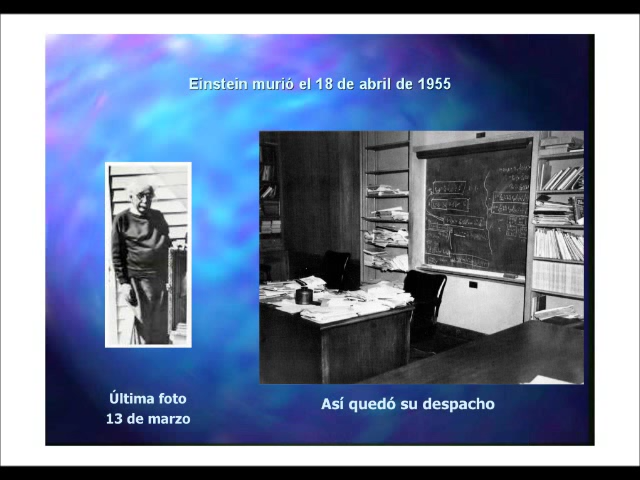 Einstein murió el 18 de abril de 1955
Última foto
13 de marzo
Así quedó su despacho